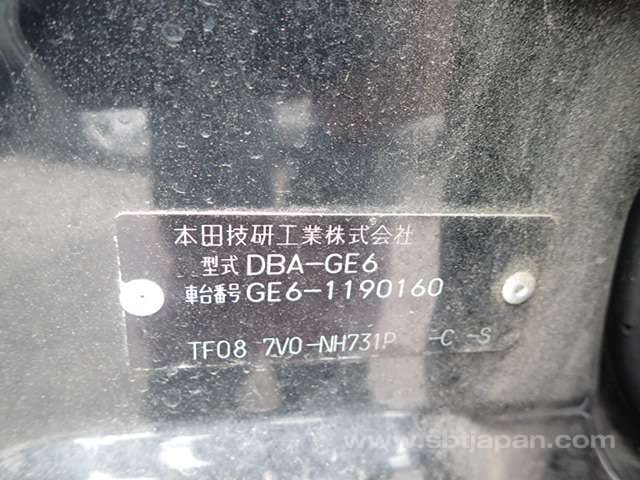 本田技研工業株式会社
型式 DBA-GE6
車台番号 GE6-1190160
TF08 7V0-NH731P -C -S
www.sbtjapan.com